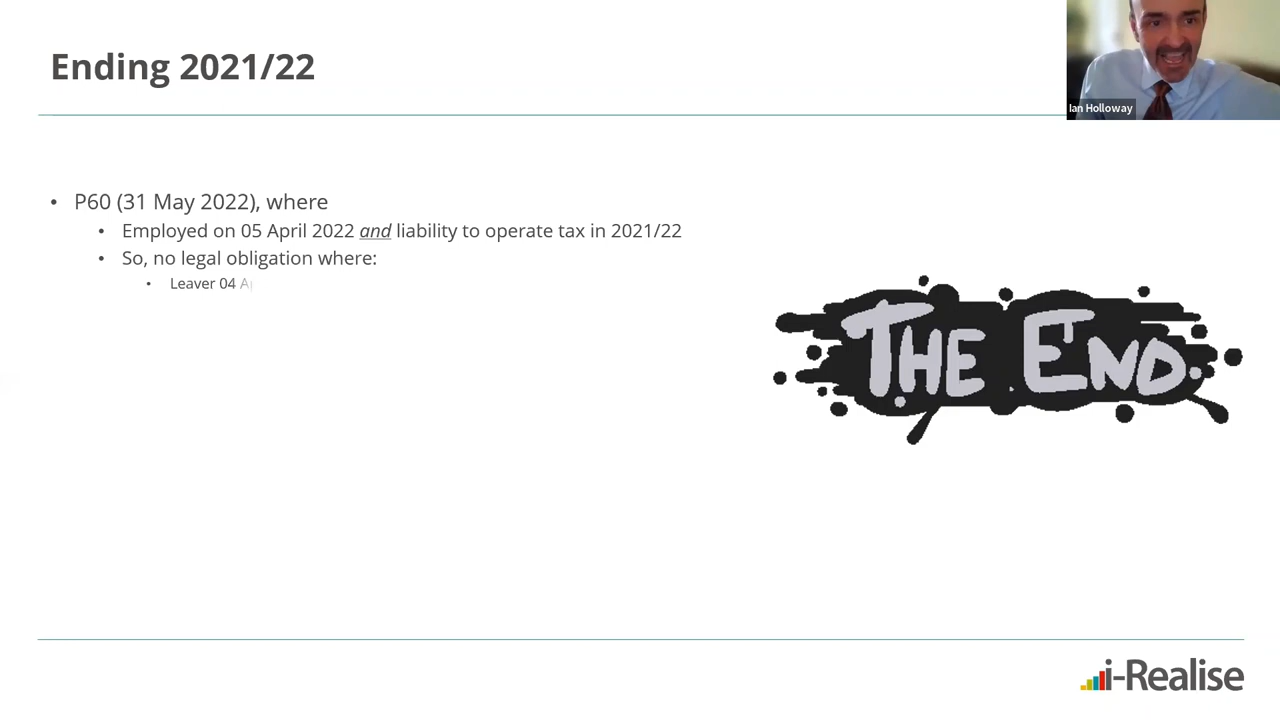 Ending 2021/22
Ian Holloway
• P60 (31 May 2022), where
• Employed on 05 April 2022 and liability to operate tax in 2021/22
• So, no legal obligation where:
• Leaver 04
THE END
i-Realise